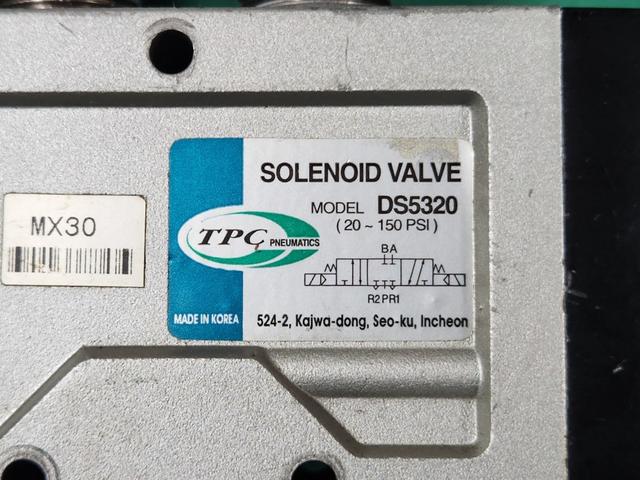 SOLENOID VALVE
MODEL DS5320
( 20 ~ 150 PSI )
MX30
TPC PNEUMATICS
BA
R2PR1
MADE IN KOREA
524-2, Kajwa-dong, Seo-ku, Incheon